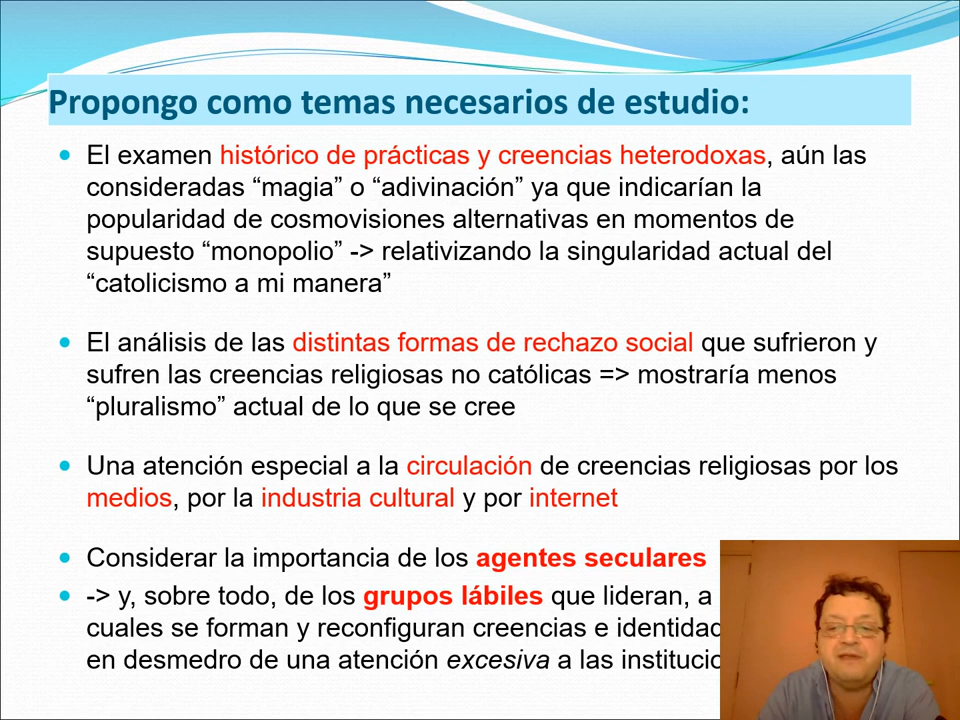 Propongo como temas necesarios de estudio:
El examen histórico de prácticas y creencias heterodoxas, aún las
consideradas “magia” o “adivinación” ya que indicarían la
popularidad de cosmovisiones alternativas en momentos de
supuesto “monopolio” -> relativizando la singularidad actual del
“catolicismo a mi manera”
El análisis de las distintas formas de rechazo social que sufrieron y
sufren las creencias religiosas no católicas => mostraría menos
“pluralismo” actual de lo que se cree
Una atención especial a la circulación de creencias religiosas por los
medios, por la industria cultural y por internet
Considerar la importancia de los agentes seculares
-> y, sobre todo, de los grupos lábiles que lideran, a
cuales se forman y reconfiguran creencias e
en desmedro de una atención excesiva a las